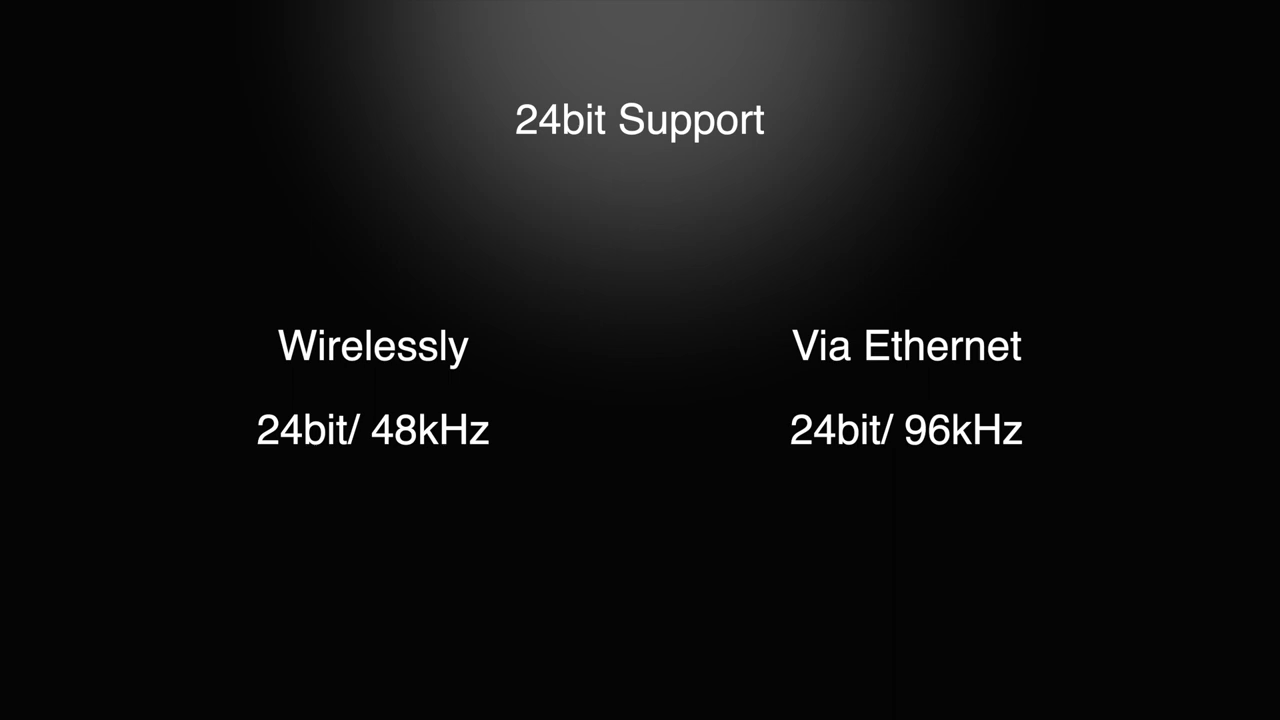 24bit Support
Wirelessly
24bit/ 48kHz
Via Ethernet
24bit/ 96kHz